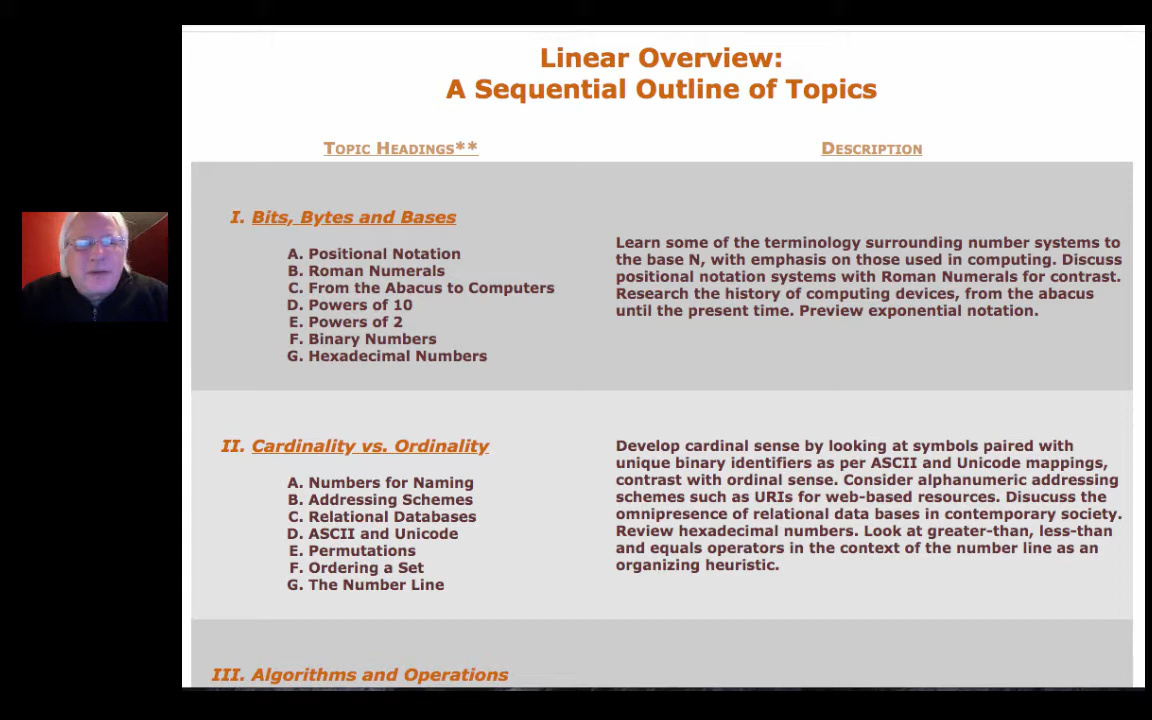 Linear Overview:
A Sequential Outline of Topics
Topic Headings**
Description
I. Bits, Bytes and Bases
A. Positional Notation
B. Roman Numerals
C. From the Abacus to Computers
D. Powers of 10
E. Powers of 2
F. Binary Numbers
G. Hexadecimal Numbers
Learn some of the terminology surrounding number systems to
the base N, with emphasis on those used in computing. Discuss
positional notation systems with Roman Numerals for contrast.
Research the history of computing devices, from the abacus
until the present time. Preview exponential notation.
II. Cardinality vs. Ordinality
A. Numbers for Naming
B. Addressing Schemes
C. Relational Databases
D. ASCII and Unicode
E. Permutations
F. Ordering a Set
G. The Number Line
Develop cardinal sense by looking at symbols paired with
unique binary identifiers as per ASCII and Unicode mappings,
contrast with ordinal sense. Consider alphanumeric addressing
schemes such as URIs for web-based resources. Disucuss the
omnipresence of relational data bases in contemporary society.
Review hexadecimal numbers. Look at greater-than, less-than
and equals operators in the context of the number line as an
organizing heuristic.
III. Algorithms and Operations